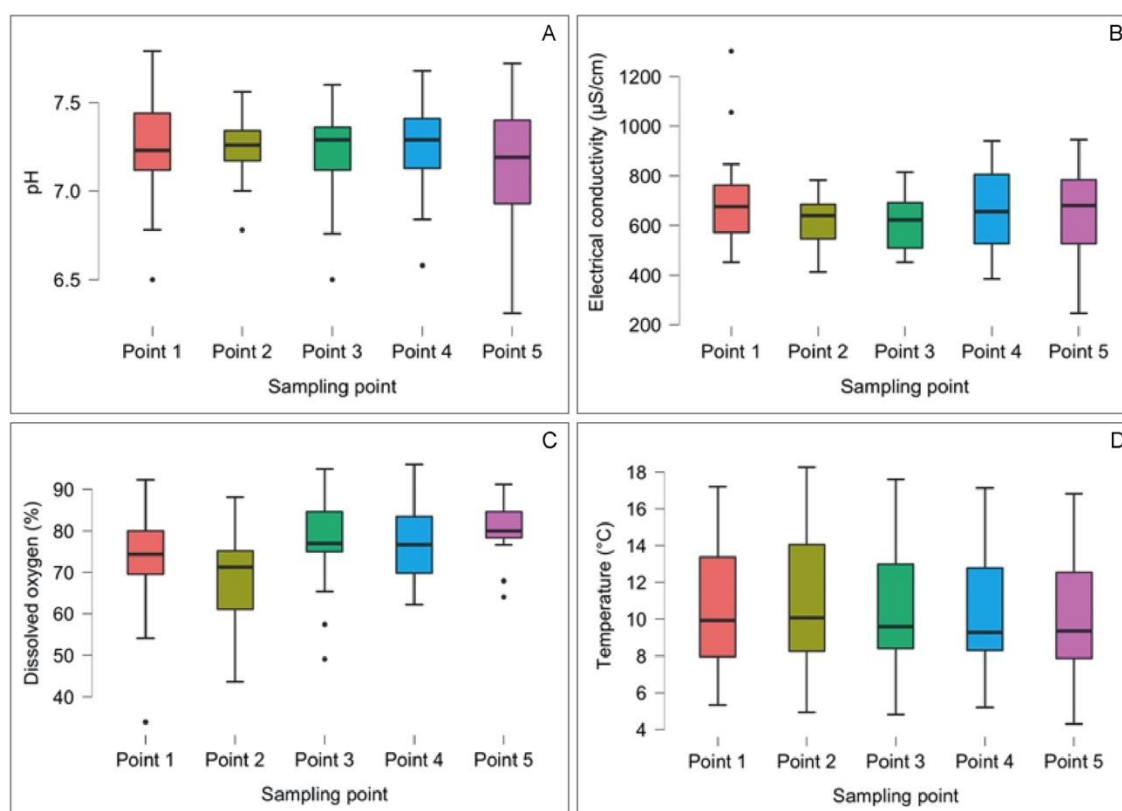 A
pH
7.5
7.0
6.5
Point 1 Point 2 Point 3 Point 4 Point 5
Sampling point
B
Electrical conductivity (µS/cm)
1200
1000
800
600
400
200
Point 1 Point 2 Point 3 Point 4 Point 5
Sampling point
C
Dissolved oxygen (%)
90
80
70
60
50
40
Point 1 Point 2 Point 3 Point 4 Point 5
Sampling point
D
Temperature (°C)
18
16
14
12
10
8
6
4
Point 1 Point 2 Point 3 Point 4 Point 5
Sampling point